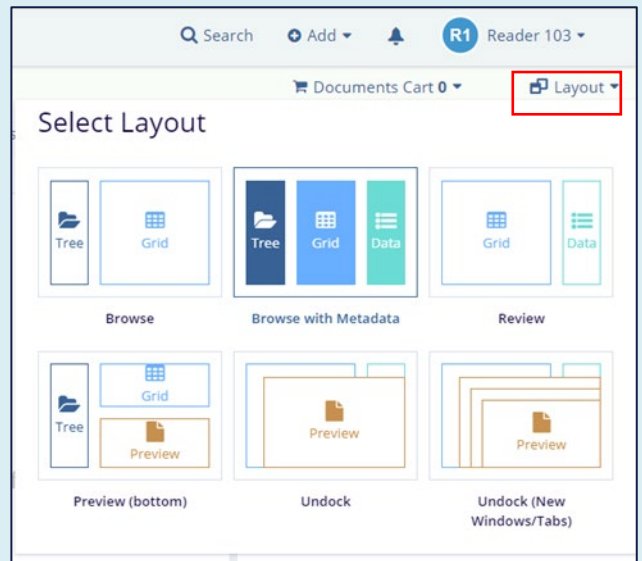 Search Add R1 Reader 103
Documents Cart 0 Layout
Select Layout
Tree Grid Tree Grid Data Grid Data
Browse Browse with Metadata Review
Grid
Tree Preview Preview Preview
Preview (bottom) Undock Undock (New
Windows/Tabs)